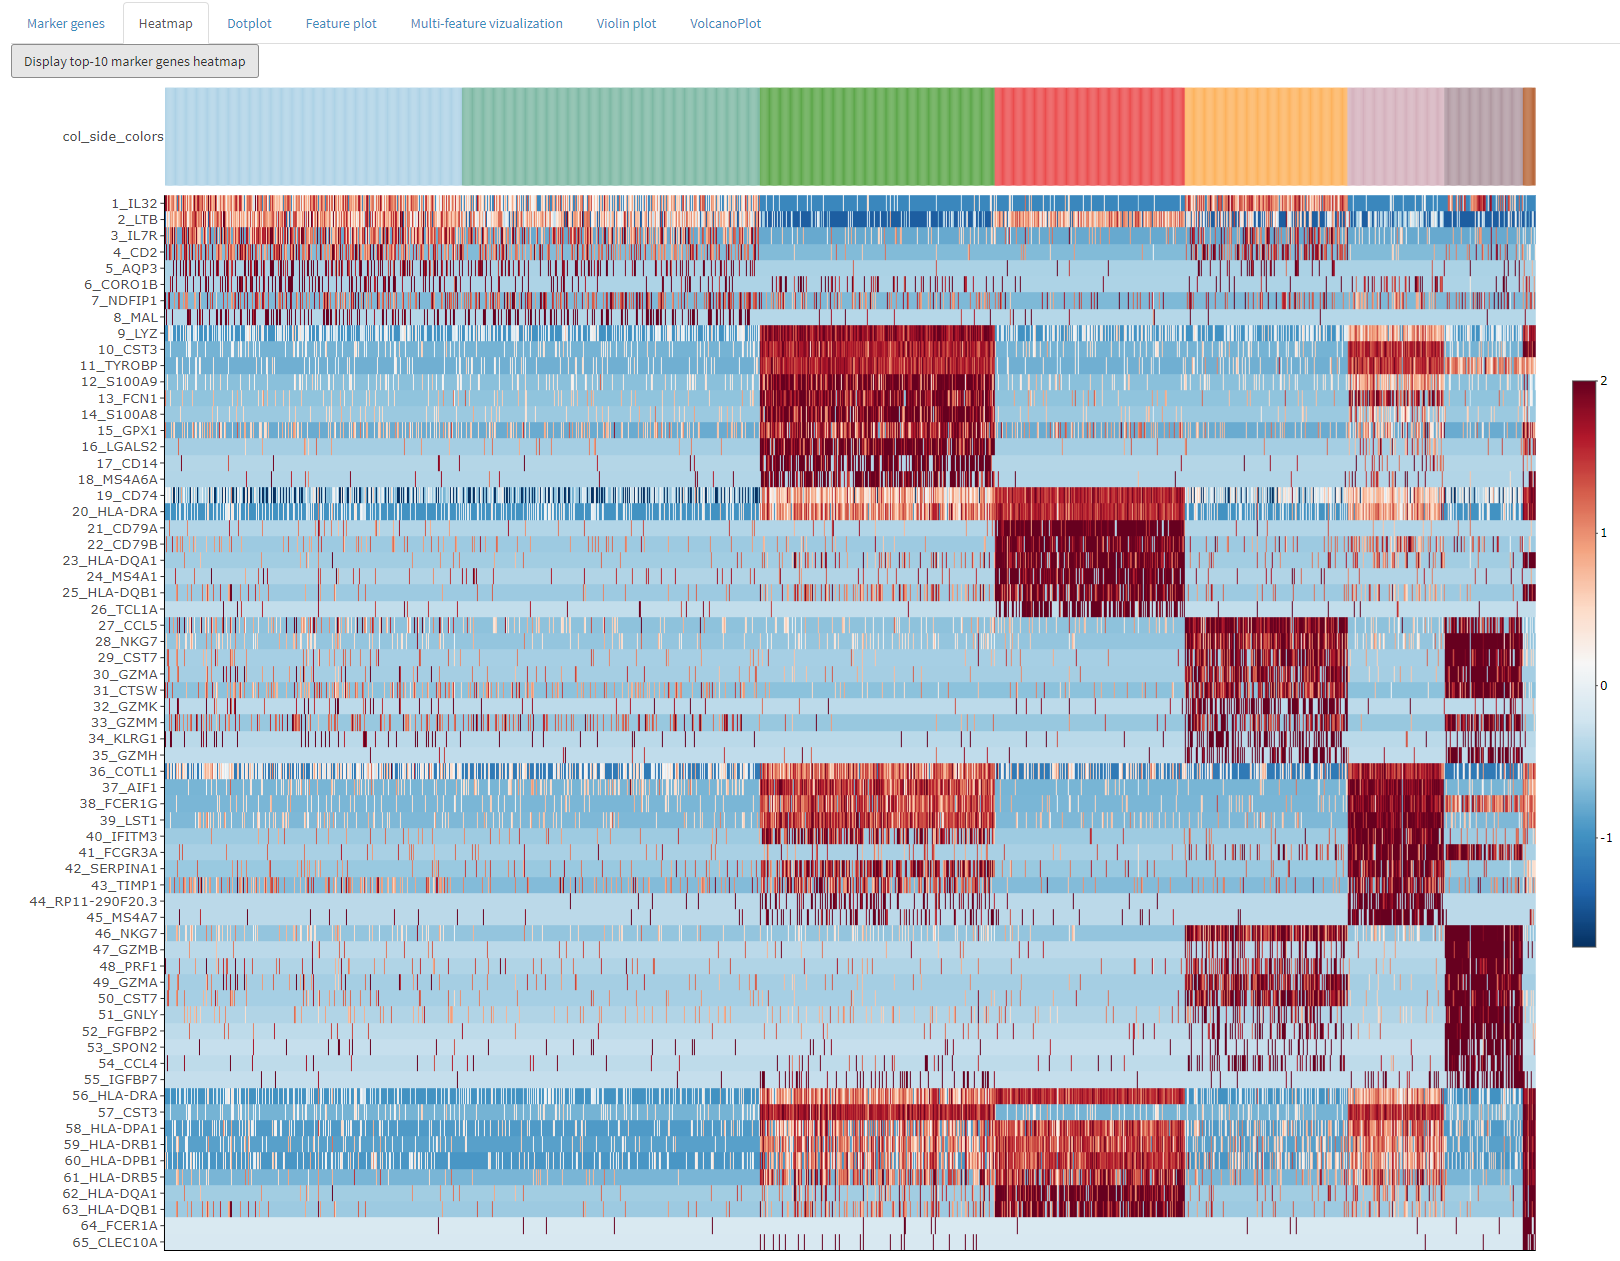 Marker genes Heatmap Dotplot Feature plot Multi-feature vizualization Violin plot VolcanoPlot
Display top-10 marker genes heatmap
col_side_colors
1_IL32
2_LTB
3_IL7R
4_CD2
5_AQP3
6_CORO1B
7_NDFIP1
8_MAL
9_LYZ
10_CST3
11_TYROBP
12_S100A9
13_FCN1
14_S100A8
15_GPX1
16_LGALS2
17_CD14
18_MS4A6A
19_CD74
20_HLA-DRA
21_CD79A
22_CD79B
23_HLA-DQA1
24_MS4A1
25_HLA-DQB1
26_TCL1A
27_CCL5
28_NKG7
29_CST7
30_GZMA
31_CTSW
32_GZMK
33_GZMM
34_KLRG1
35_GZMH
36_COTL1
37_AIF1
38_FCER1G
39_LST1
40_IFITM3
41_FCGR3A
42_SERPINA1
43_TIMP1
44_RP11-290F20.3
45_MS4A7
46_NKG7
47_GZMB
48_PRF1
49_GZMA
50_CST7
51_GNLY
52_FGFBP2
53_SPON2
54_CCL4
55_IGFBP7
56_HLA-DRA
57_CST3
58_HLA-DPA1
59_HLA-DRB1
60_HLA-DPB1
61_HLA-DRB5
62_HLA-DQA1
63_HLA-DQB1
64_FCER1A
65_CLEC10A
2
1
0
-1